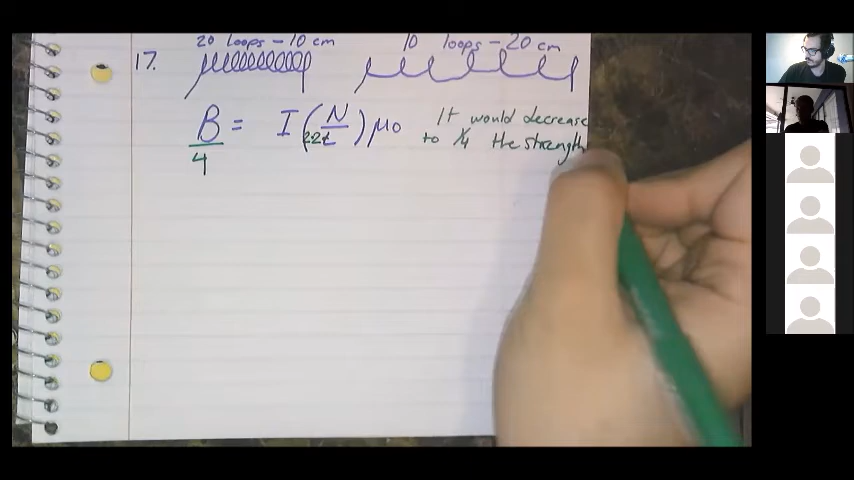 20 loops - 10 cm 10 loops - 20 cm
17.
B/4 = I (N/2·2L) μ0 It would decrease
to 1/4 the strength